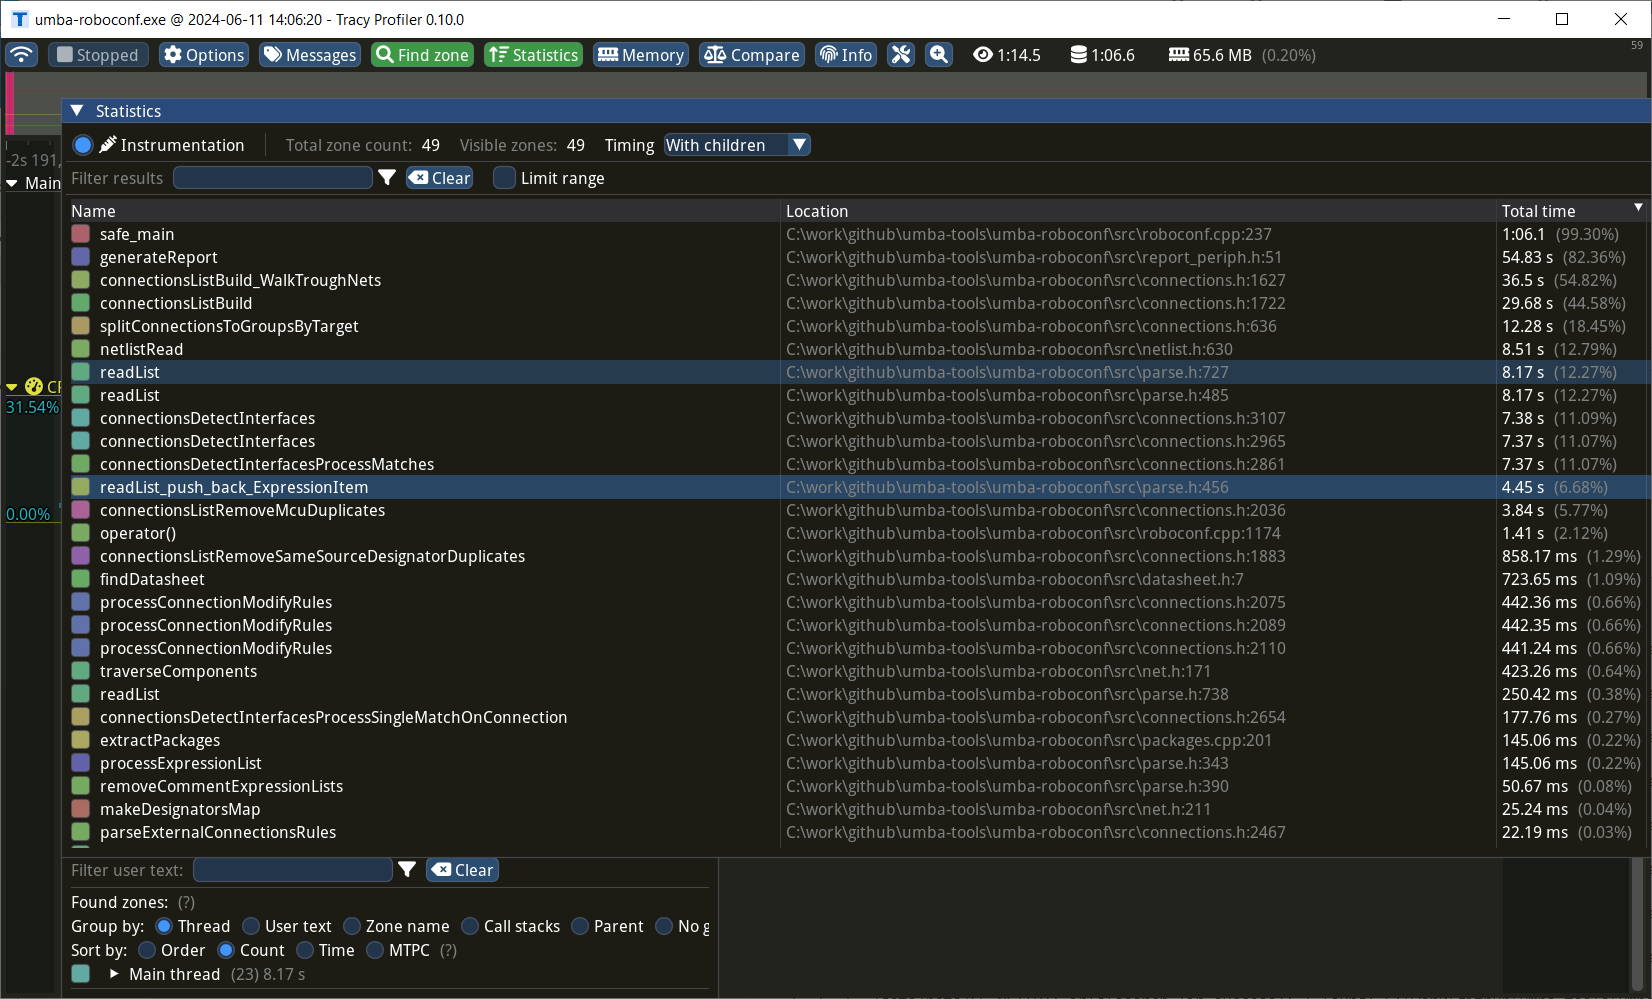 umba-roboconf.exe @ 2024-06-11 14:06:20 - Tracy Profiler 0.10.0
Stopped Options Messages Find zone Statistics Memory Compare Info 1:14.5 1:06.6 65.6 MB (0.20%) 59
Statistics
Instrumentation Total zone count: 49 Visible zones: 49 Timing With children
-2s 191,
Filter results Clear Limit range
Main
Name Location Total time
safe_main C:\work\github\umba-tools\umba-roboconf\src\roboconf.cpp:237 1:06.1 (99.30%)
generateReport C:\work\github\umba-tools\umba-roboconf\src\report_periph.h:51 54.83 s (82.36%)
connectionsListBuild_WalkTroughNets C:\work\github\umba-tools\umba-roboconf\src\connections.h:1627 36.5 s (54.82%)
connectionsListBuild C:\work\github\umba-tools\umba-roboconf\src\connections.h:1722 29.68 s (44.58%)
splitConnectionsToGroupsByTarget C:\work\github\umba-tools\umba-roboconf\src\connections.h:636 12.28 s (18.45%)
netlistRead C:\work\github\umba-tools\umba-roboconf\src\netlist.h:630 8.51 s (12.79%)
readList C:\work\github\umba-tools\umba-roboconf\src\parse.h:727 8.17 s (12.27%)
readList C:\work\github\umba-tools\umba-roboconf\src\parse.h:485 8.17 s (12.27%)
31.54%
connectionsDetectInterfaces C:\work\github\umba-tools\umba-roboconf\src\connections.h:3107 7.38 s (11.09%)
connectionsDetectInterfaces C:\work\github\umba-tools\umba-roboconf\src\connections.h:2965 7.37 s (11.07%)
connectionsDetectInterfacesProcessMatches C:\work\github\umba-tools\umba-roboconf\src\connections.h:2861 7.37 s (11.07%)
readList_push_back_ExpressionItem C:\work\github\umba-tools\umba-roboconf\src\parse.h:456 4.45 s (6.68%)
connectionsListRemoveMcuDuplicates C:\work\github\umba-tools\umba-roboconf\src\connections.h:2036 3.84 s (5.77%)
0.00%
operator() C:\work\github\umba-tools\umba-roboconf\src\roboconf.cpp:1174 1.41 s (2.12%)
connectionsListRemoveSameSourceDesignatorDuplicates C:\work\github\umba-tools\umba-roboconf\src\connections.h:1883 858.17 ms (1.29%)
findDatasheet C:\work\github\umba-tools\umba-roboconf\src\datasheet.h:7 723.65 ms (1.09%)
processConnectionModifyRules C:\work\github\umba-tools\umba-roboconf\src\connections.h:2075 442.36 ms (0.66%)
processConnectionModifyRules C:\work\github\umba-tools\umba-roboconf\src\connections.h:2089 442.35 ms (0.66%)
processConnectionModifyRules C:\work\github\umba-tools\umba-roboconf\src\connections.h:2110 441.24 ms (0.66%)
traverseComponents C:\work\github\umba-tools\umba-roboconf\src\net.h:171 423.26 ms (0.64%)
readList C:\work\github\umba-tools\umba-roboconf\src\parse.h:738 250.42 ms (0.38%)
connectionsDetectInterfacesProcessSingleMatchOnConnection C:\work\github\umba-tools\umba-roboconf\src\connections.h:2654 177.76 ms (0.27%)
extractPackages C:\work\github\umba-tools\umba-roboconf\src\packages.cpp:201 145.06 ms (0.22%)
processExpressionList C:\work\github\umba-tools\umba-roboconf\src\parse.h:343 145.06 ms (0.22%)
removeCommentExpressionLists C:\work\github\umba-tools\umba-roboconf\src\parse.h:390 50.67 ms (0.08%)
makeDesignatorsMap C:\work\github\umba-tools\umba-roboconf\src\net.h:211 25.24 ms (0.04%)
parseExternalConnectionsRules C:\work\github\umba-tools\umba-roboconf\src\connections.h:2467 22.19 ms (0.03%)
Filter user text: Clear
Found zones: (?)
Group by: Thread User text Zone name Call stacks Parent No g
Sort by: Order Count Time MTPC (?)
Main thread (23) 8.17 s